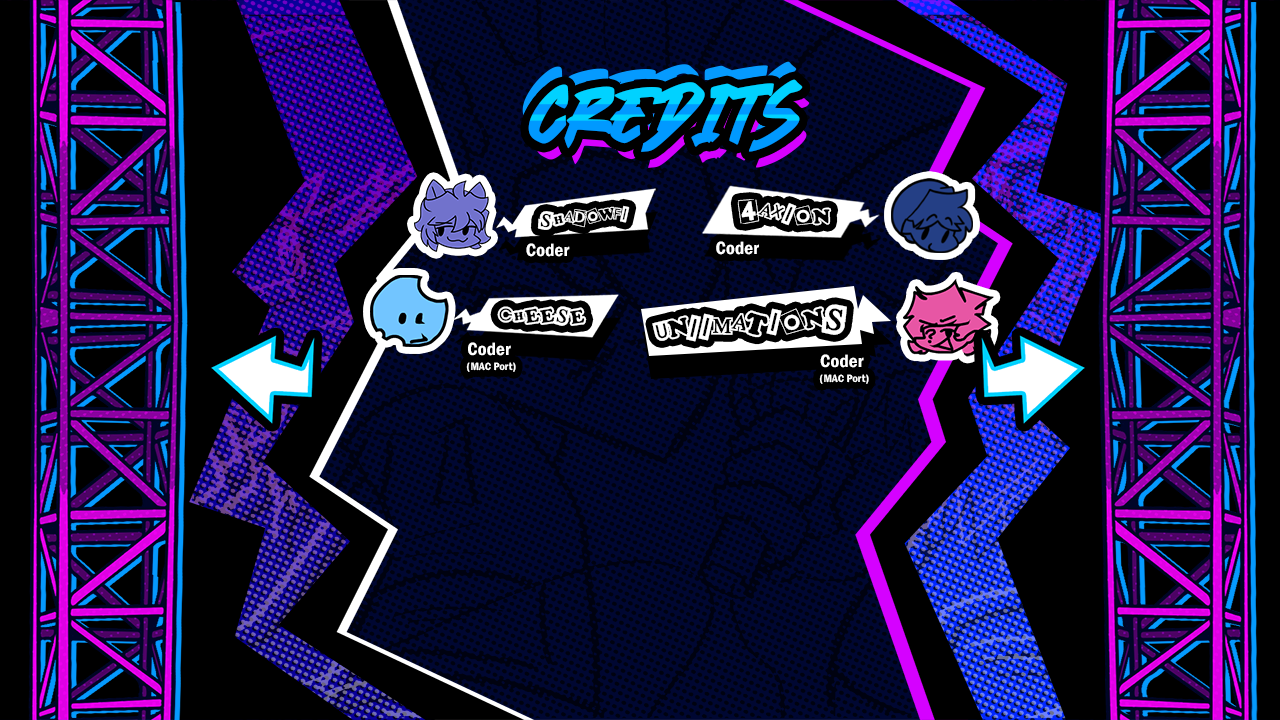 CREDITS
SHADOWFI
Coder
4AXION
Coder
CHEESE
Coder
(MAC Port)
UNIIMATIONS
Coder
(MAC Port)